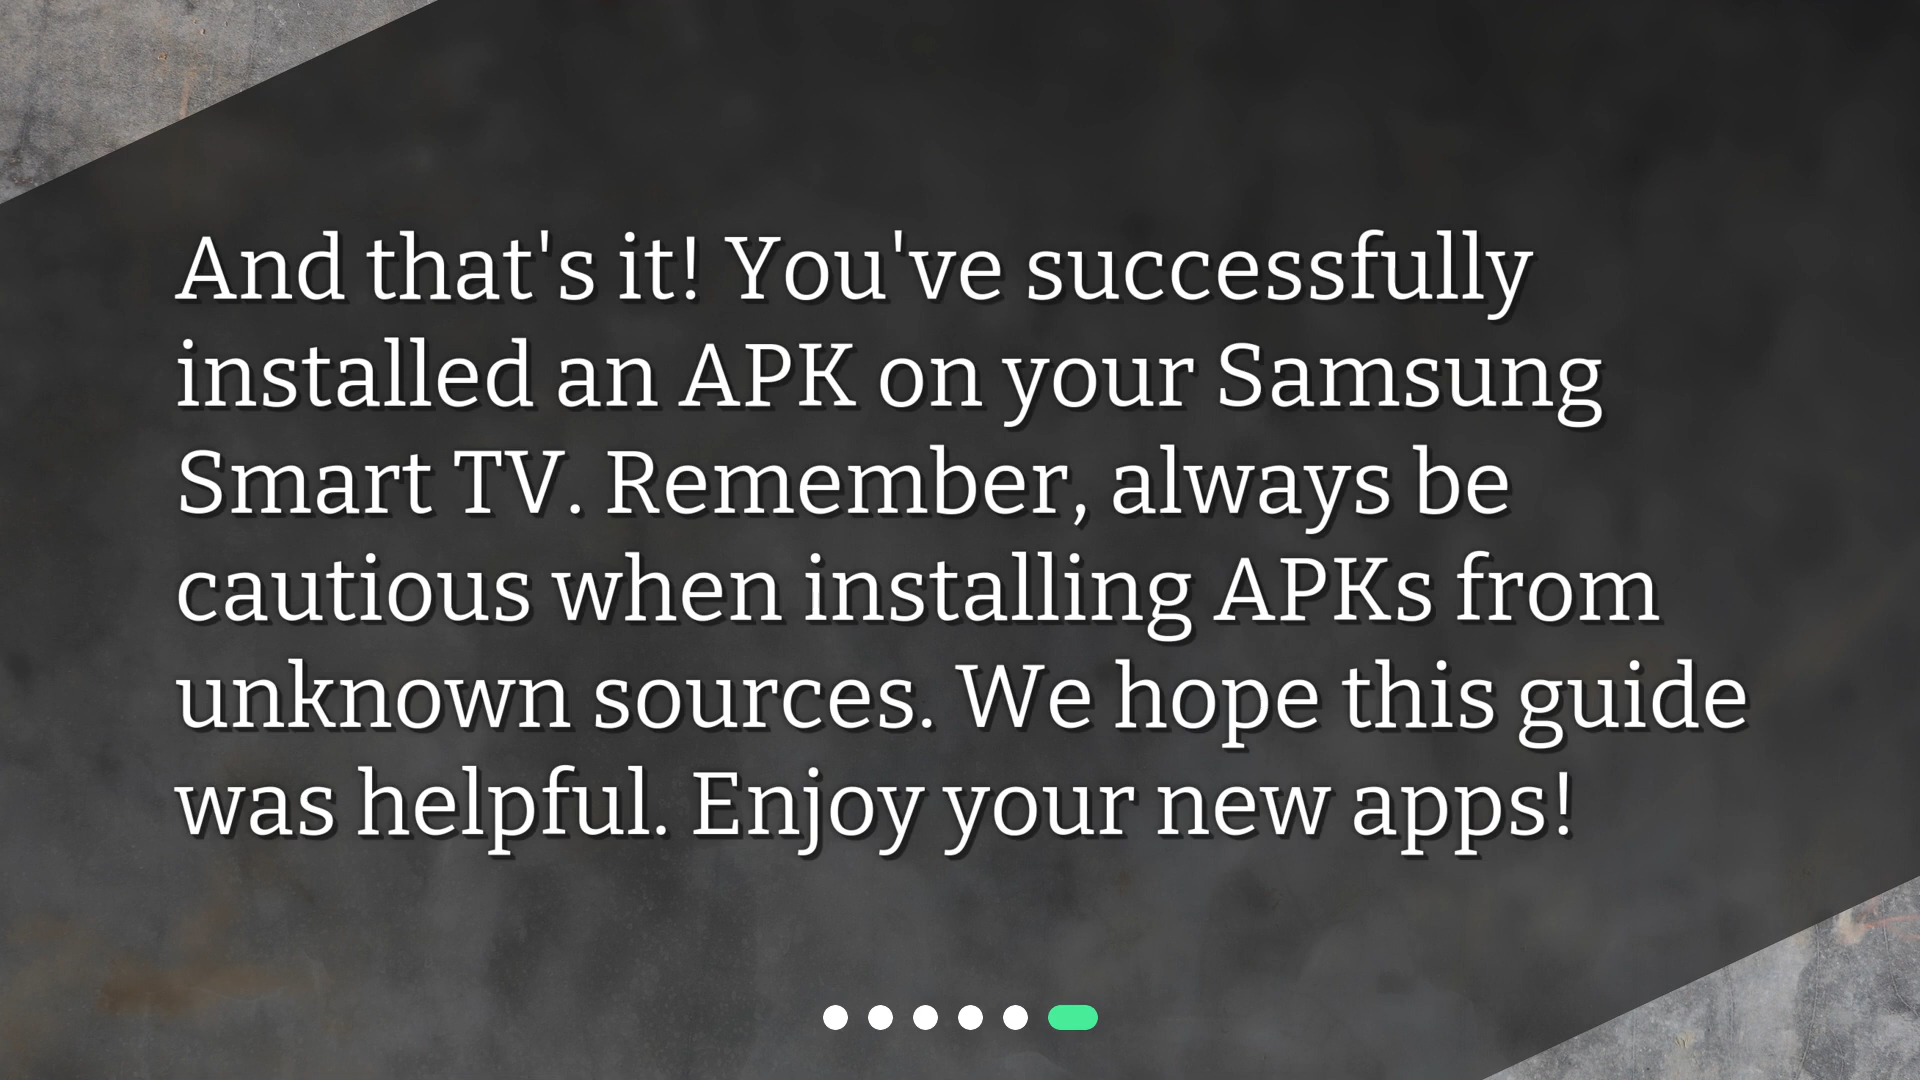 And that's it! You've successfully
installed an APK on your Samsung
Smart TV. Remember, always be
cautious when installing APKs from
unknown sources. We hope this guide
was helpful. Enjoy your new apps!